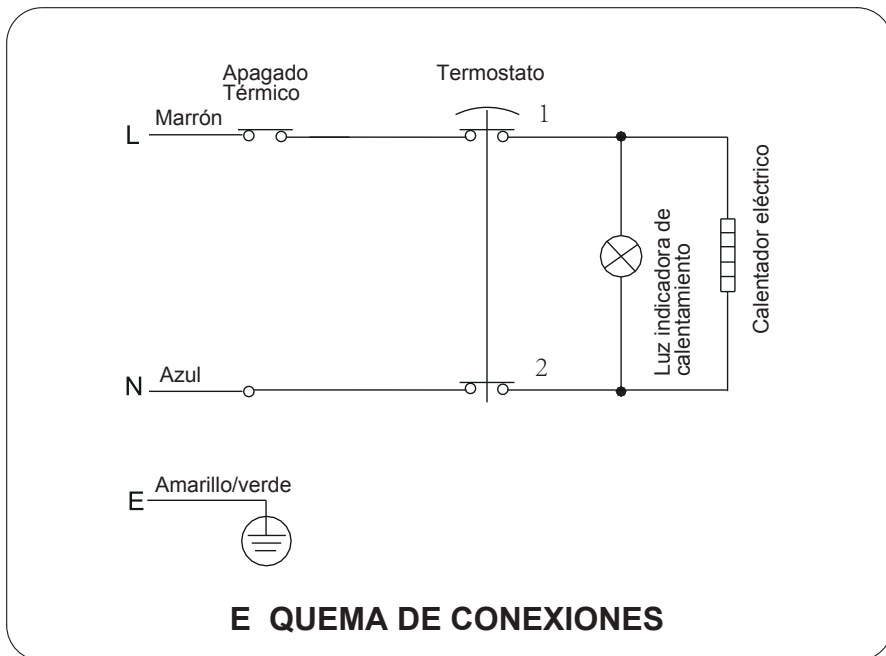 Apagado
Térmico
Termostato
L
Marrón
1
Luz indicadora de
calentamiento
Calentador eléctrico
N
Azul
2
E
Amarillo/verde
E QUEMA DE CONEXIONES